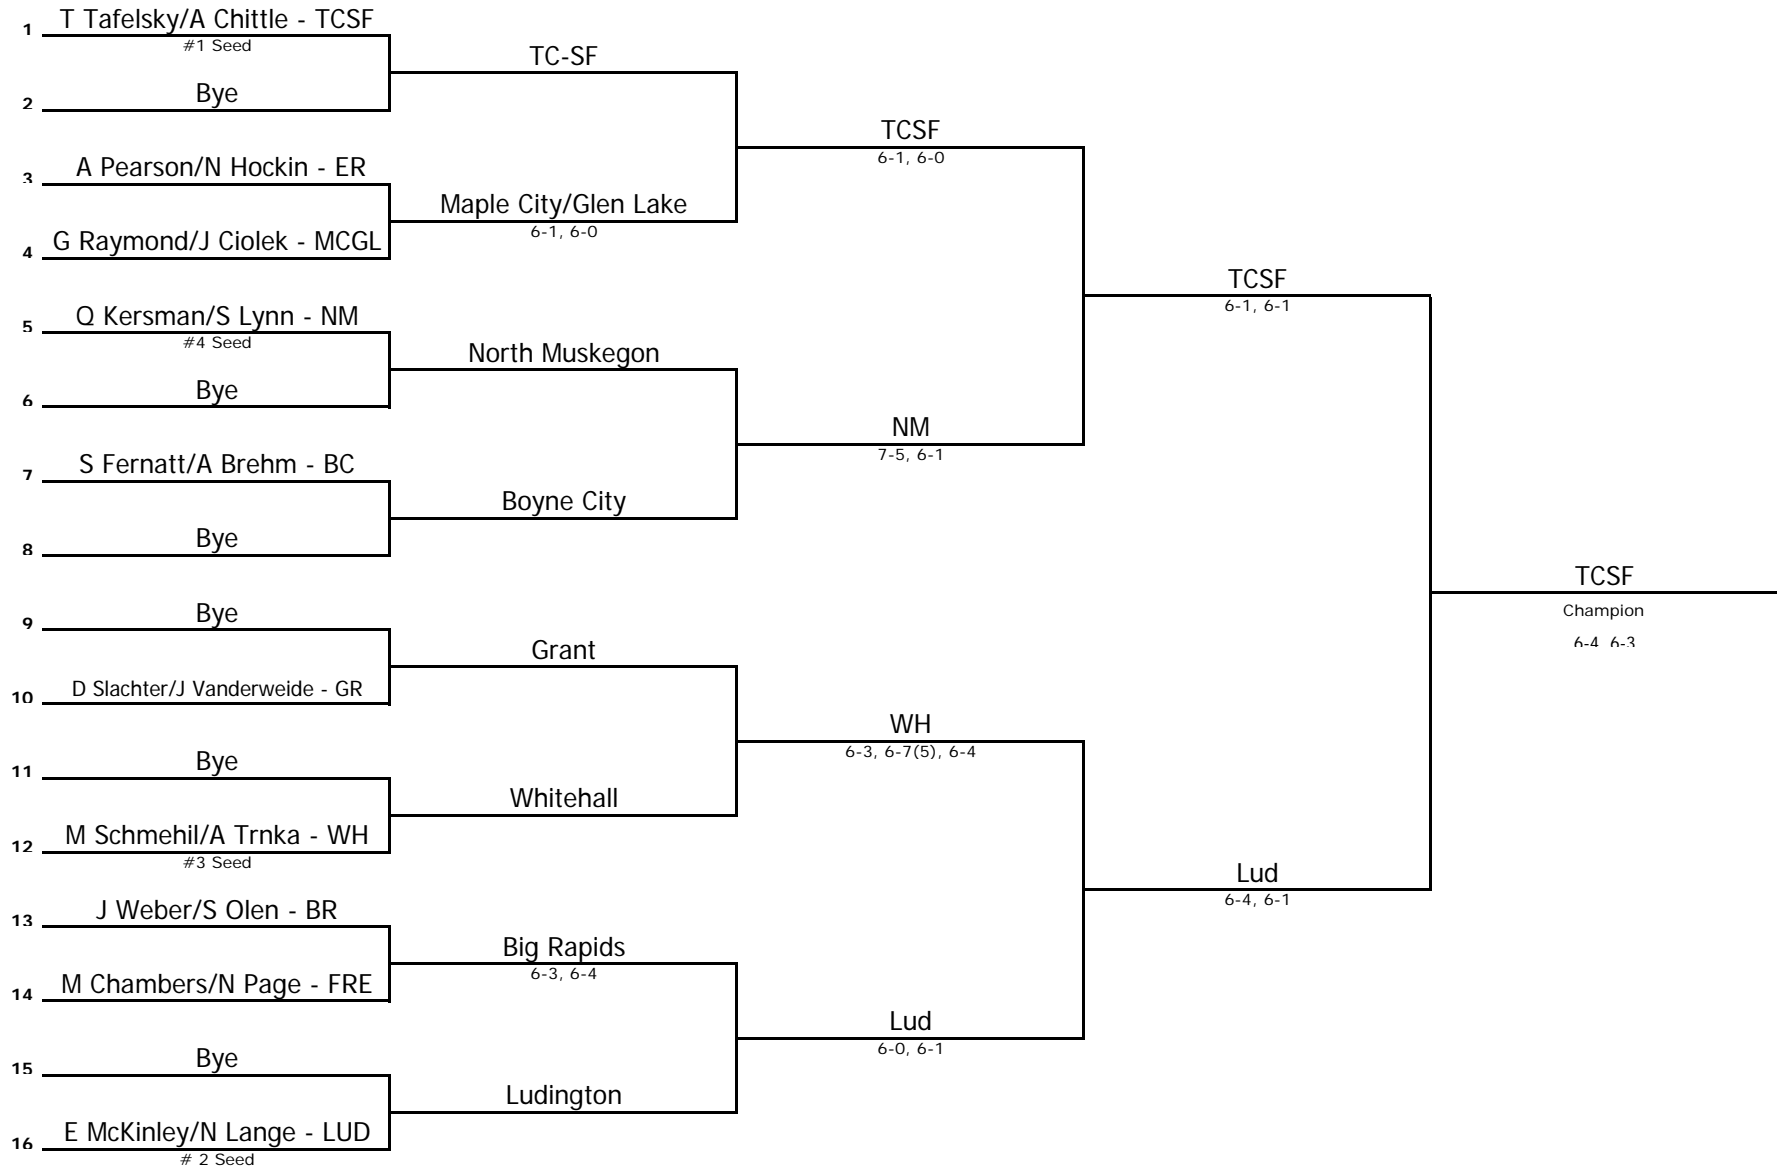 1 T Tafelsky/A Chittle - TCSF
#1 Seed
2 Bye
TC-SF
3 A Pearson/N Hockin - ER
4 G Raymond/J Ciolek - MCGL
Maple City/Glen Lake
6-1, 6-0
TCSF
6-1, 6-0
5 Q Kersman/S Lynn - NM
#4 Seed
6 Bye
North Muskegon
7 S Fernatt/A Brehm - BC
8 Bye
Boyne City
NM
7-5, 6-1
TCSF
6-1, 6-1
9 Bye
10 D Slachter/J Vanderweide - GR
Grant
11 Bye
12 M Schmehil/A Trnka - WH
#3 Seed
Whitehall
WH
6-3, 6-7(5), 6-4
13 J Weber/S Olen - BR
14 M Chambers/N Page - FRE
Big Rapids
6-3, 6-4
15 Bye
16 E McKinley/N Lange - LUD
# 2 Seed
Ludington
Lud
6-0, 6-1
Lud
6-4, 6-1
TCSF
Champion
6-4, 6-3